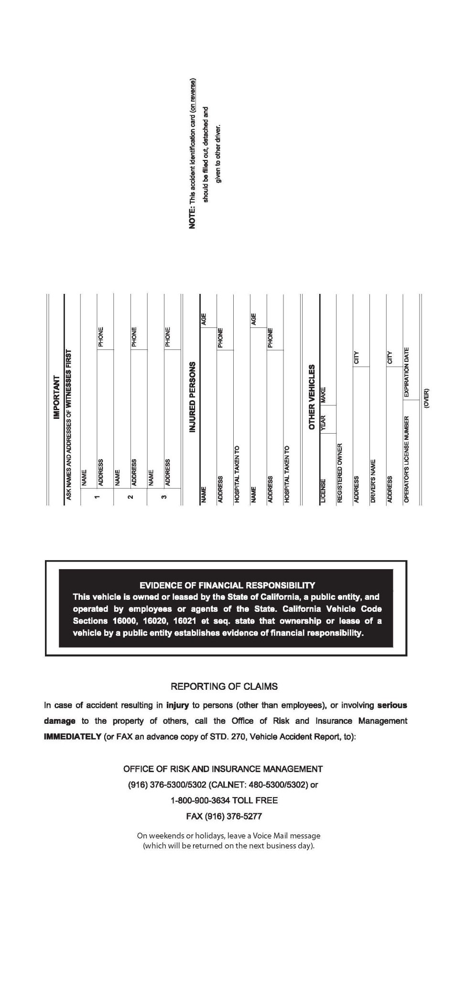 NOTE: This accident identification card (on reverse)
should be filled out, detached and
given to other driver.
IMPORTANT
ASK NAMES AND ADDRESSES OF WITNESSES FIRST
1
NAME
ADDRESS PHONE
2
NAME
ADDRESS PHONE
3
NAME
ADDRESS PHONE
INJURED PERSONS
NAME AGE
ADDRESS PHONE
HOSPITAL TAKEN TO
NAME AGE
ADDRESS PHONE
HOSPITAL TAKEN TO
OTHER VEHICLES
LICENSE YEAR MAKE
REGISTERED OWNER
ADDRESS CITY
DRIVER'S NAME
ADDRESS CITY
OPERATOR'S LICENSE NUMBER EXPIRATION DATE
(OVER)
EVIDENCE OF FINANCIAL RESPONSIBILITY
This vehicle is owned or leased by the State of California, a public entity, and
operated by employees or agents of the State. California Vehicle Code
Sections 16000, 16020, 16021 et seq. state that ownership or lease of a
vehicle by a public entity establishes evidence of financial responsibility.
REPORTING OF CLAIMS
In case of accident resulting in injury to persons (other than employees), or involving serious
damage to the property of others, call the Office of Risk and Insurance Management
IMMEDIATELY (or FAX an advance copy of STD. 270, Vehicle Accident Report, to):
OFFICE OF RISK AND INSURANCE MANAGEMENT
(916) 376-5300/5302 (CALNET: 480-5300/5302) or
1-800-900-3634 TOLL FREE
FAX (916) 376-5277
On weekends or holidays, leave a Voice Mail message
(which will be returned on the next business day).